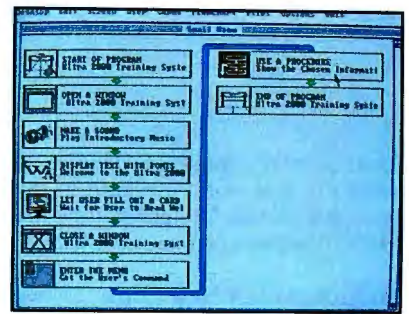 Small Menu
START OF PROGRAM
Ultra 2000 Training Syste
OPEN A WINDOW
Ultra 2000 Training Syst
MAKE A SOUND
Play Introductory Music
DISPLAY TEXT WITH FONTS
Welcome to the Ultra 2000
LET USER FILL OUT A CARD
Wait for User to Read Wel
CLOSE A WINDOW
Ultra 2000 Training Syst
ENTER THE MENU
Get the User's Command
USE A PROCEDURE
Show the Chosen Informati
END OF PROGRAM
Ultra 2000 Training Syste